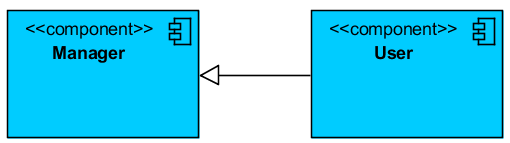 <<component>>
Manager
<<component>>
User